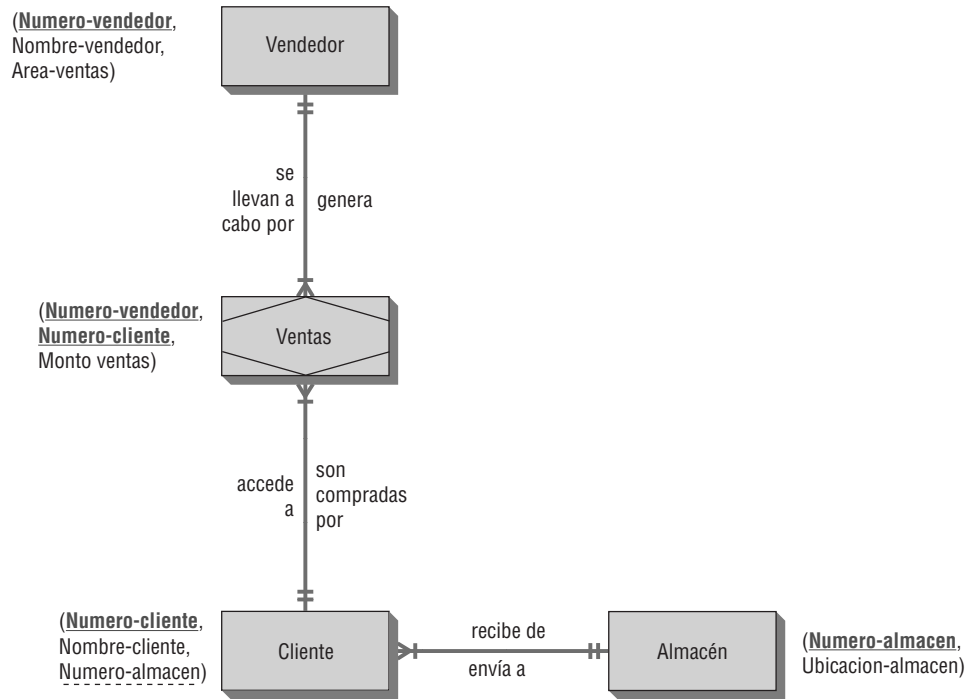 (Numero-vendedor,
Nombre-vendedor,
Area-ventas)
Vendedor
se
llevan a
cabo por
genera
(Numero-vendedor,
Numero-cliente,
Monto ventas)
Ventas
accede
a
son
compradas
por
(Numero-cliente,
Nombre-cliente,
Numero-almacen)
Cliente
recibe de
envía a
Almacén
(Numero-almacen,
Ubicacion-almacen)